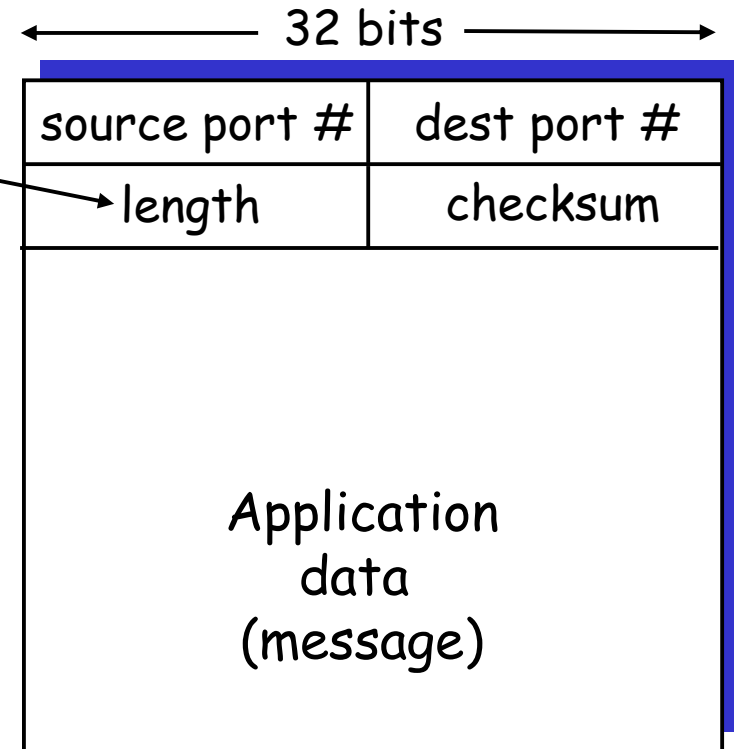 32 bits
source port # dest port #
length checksum
Application
data
(message)